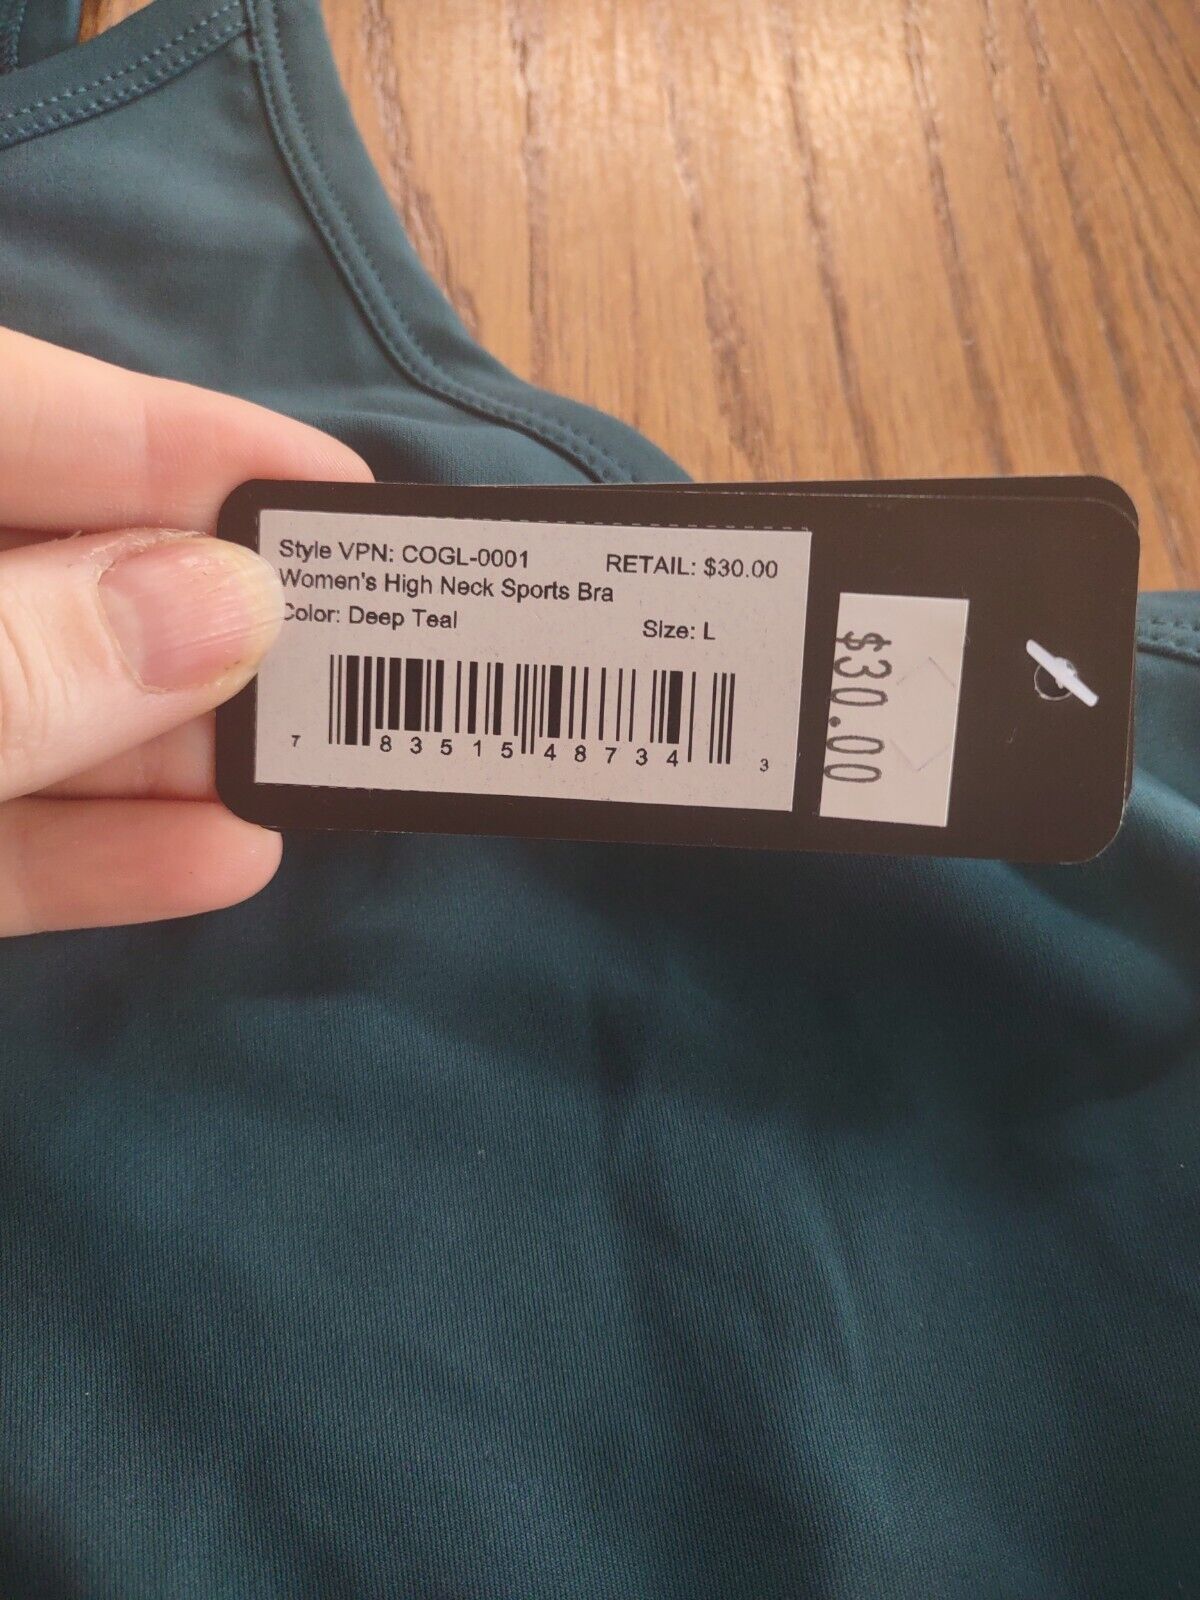 Style VPN: COGL-0001 RETAIL: $30.00
Women's High Neck Sports Bra
Color: Deep Teal Size: L
7 83515 48734 3
$30.00